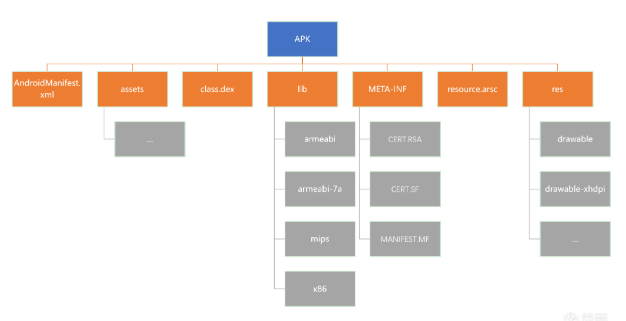 APK
AndroidManifest.
xml
assets
class.dex
lib
META-INF
resource.arsc
res
...
armeabi
CERT.RSA
drawable
armeabi-7a
CERT.SF
drawable-xhdpi
mips
MANIFEST.MF
...
x86